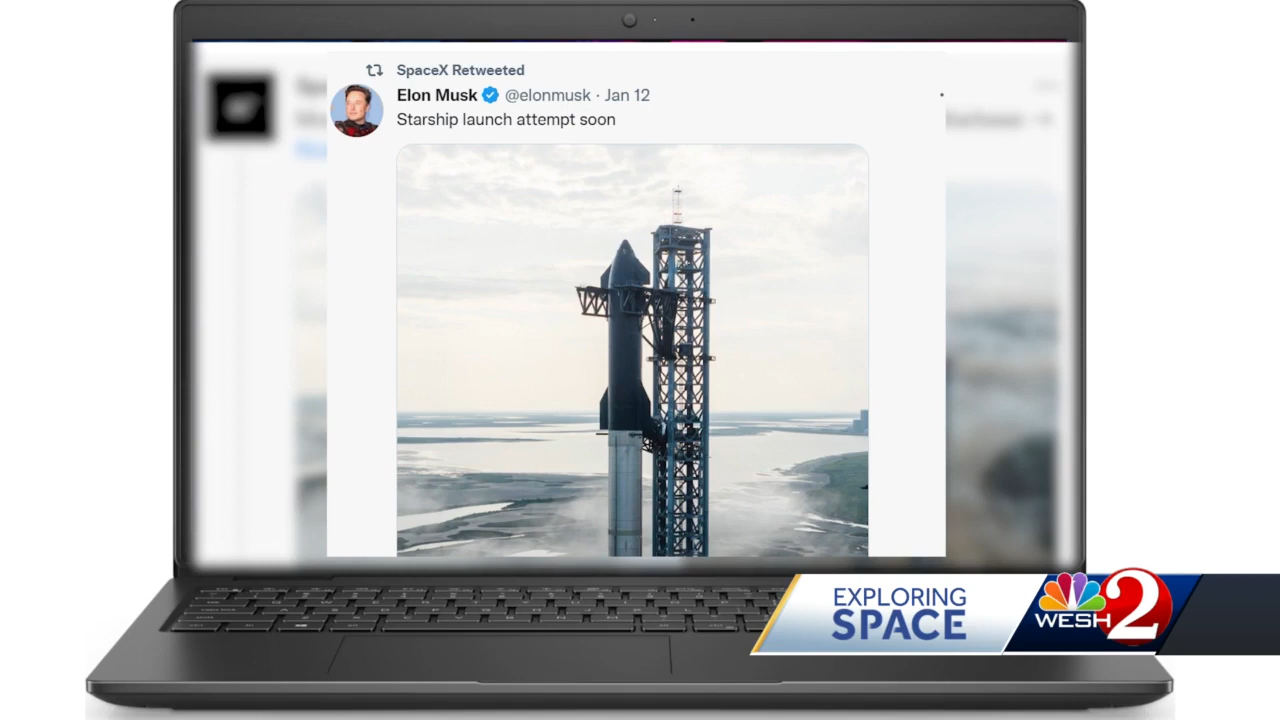 SpaceX Retweeted
Elon Musk @elonmusk · Jan 12
Starship launch attempt soon
EXPLORING
SPACE
WESH 2